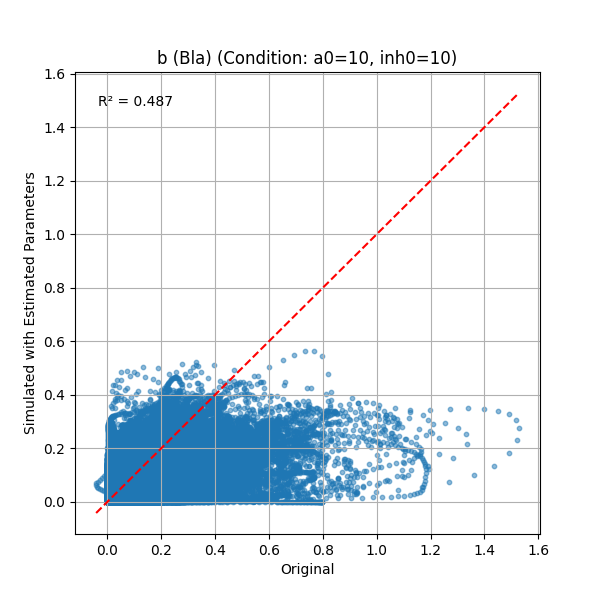 b (Bla) (Condition: a0=10, inh0=10)
R² = 0.487
Simulated with Estimated Parameters
1.6
1.4
1.2
1.0
0.8
0.6
0.4
0.2
0.0
0.0 0.2 0.4 0.6 0.8 1.0 1.2 1.4 1.6
Original